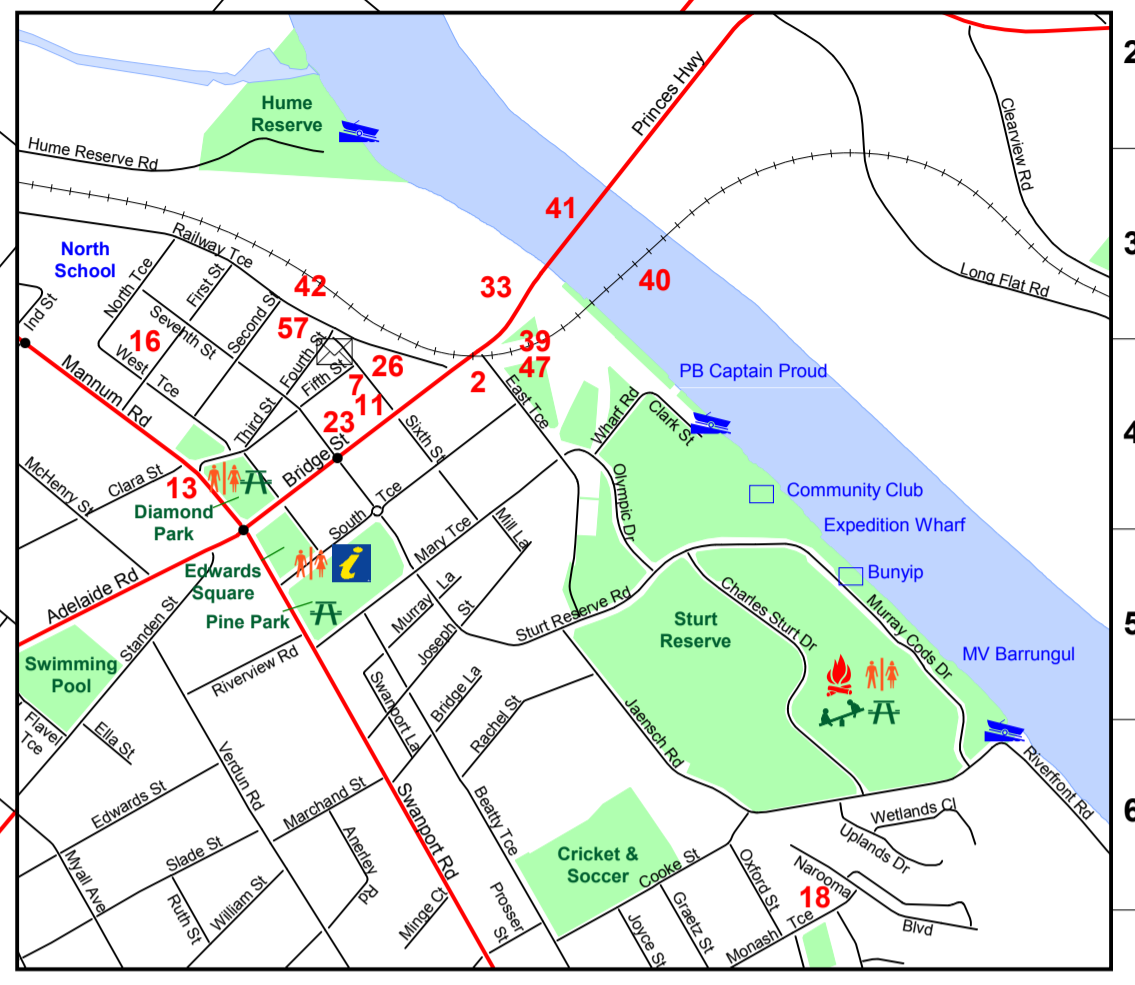 2
Princes Hwy
Hume
Reserve
Clearview Rd
Hume Reserve Rd
41
North
School
Railway Tce
3
40
Long Flat Rd
42
33
Ind St
North Tce
First St
Second St
Seventh St
57
16
39
47
Fourth St
West Tce
26
Fifth St
7
2
PB Captain Proud
Mannum Rd
11
East Tce
Wharf Rd
Clark St
Third St
23
Sixth St
4
Bridge St
McHenry St
Clara St
13
Diamond
Park
Olympic Dr
Community Club
South Tce
Mill La
Expedition Wharf
Mary Tce
i
Edwards
Square
Bunyip
Adelaide Rd
Pine Park
Murray La
Charles Sturt Dr
Murray Cods Dr
Standen St
Joseph St
Sturt Reserve Rd
Sturt
Reserve
5
Swimming
Pool
Riverview Rd
MV Barrungul
Swanport La
Bridge La
Rachel St
Jaensch Rd
Flavel
Tce
Ella St
Verdun Rd
Riverfront Rd
Edwards St
Marchand St
Swanport Rd
Beatty Tce
Wetlands Cl
6
Uplands Dr
Slade St
Anerley Rd
Cricket &
Soccer
Cooke St
Myall Ave
Oxford St
Narooma
Blvd
18
Ruth St
William St
Minge Ct
Prosser
St
Joyce St
Graetz St
Monash Tce